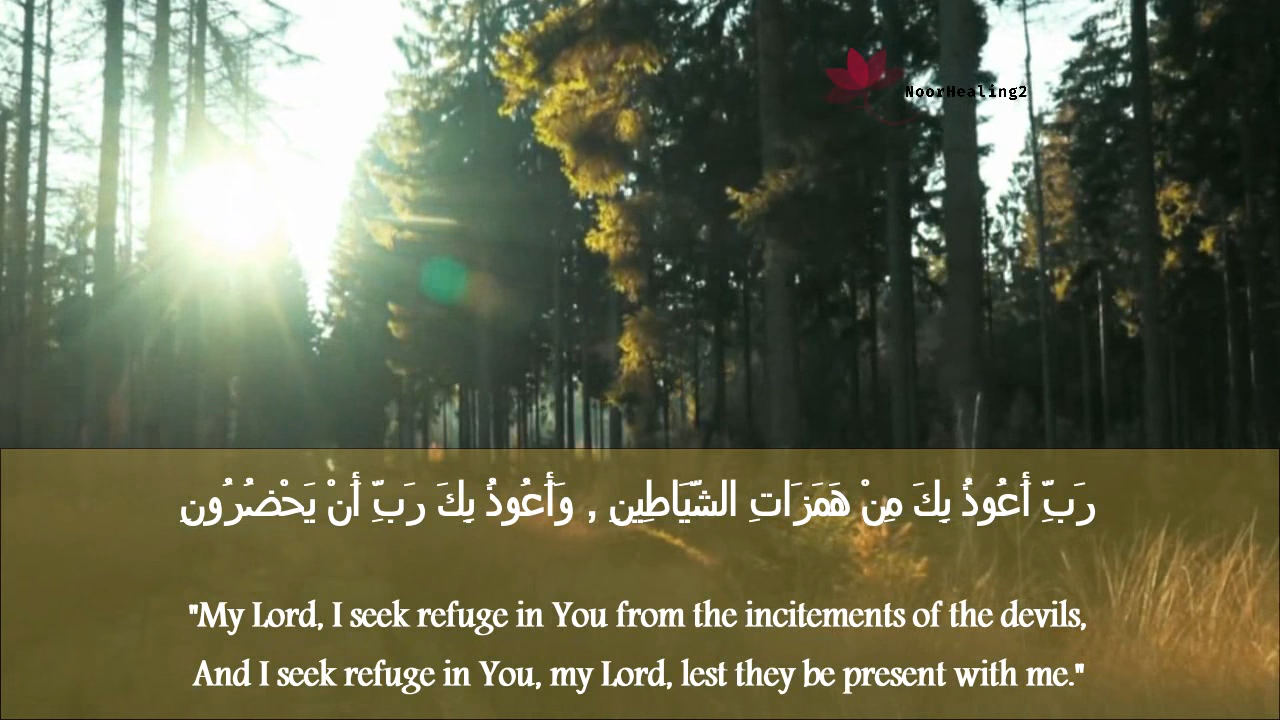 NoorHealing2
رَبِّ أَعُوذُ بِكَ مِنْ هَمَزَاتِ الشَّيَاطِينِ , وَأَعُوذُ بِكَ رَبِّ أَنْ يَحْضُرُونِ
"My Lord, I seek refuge in You from the incitements of the devils,
And I seek refuge in You, my Lord, lest they be present with me."